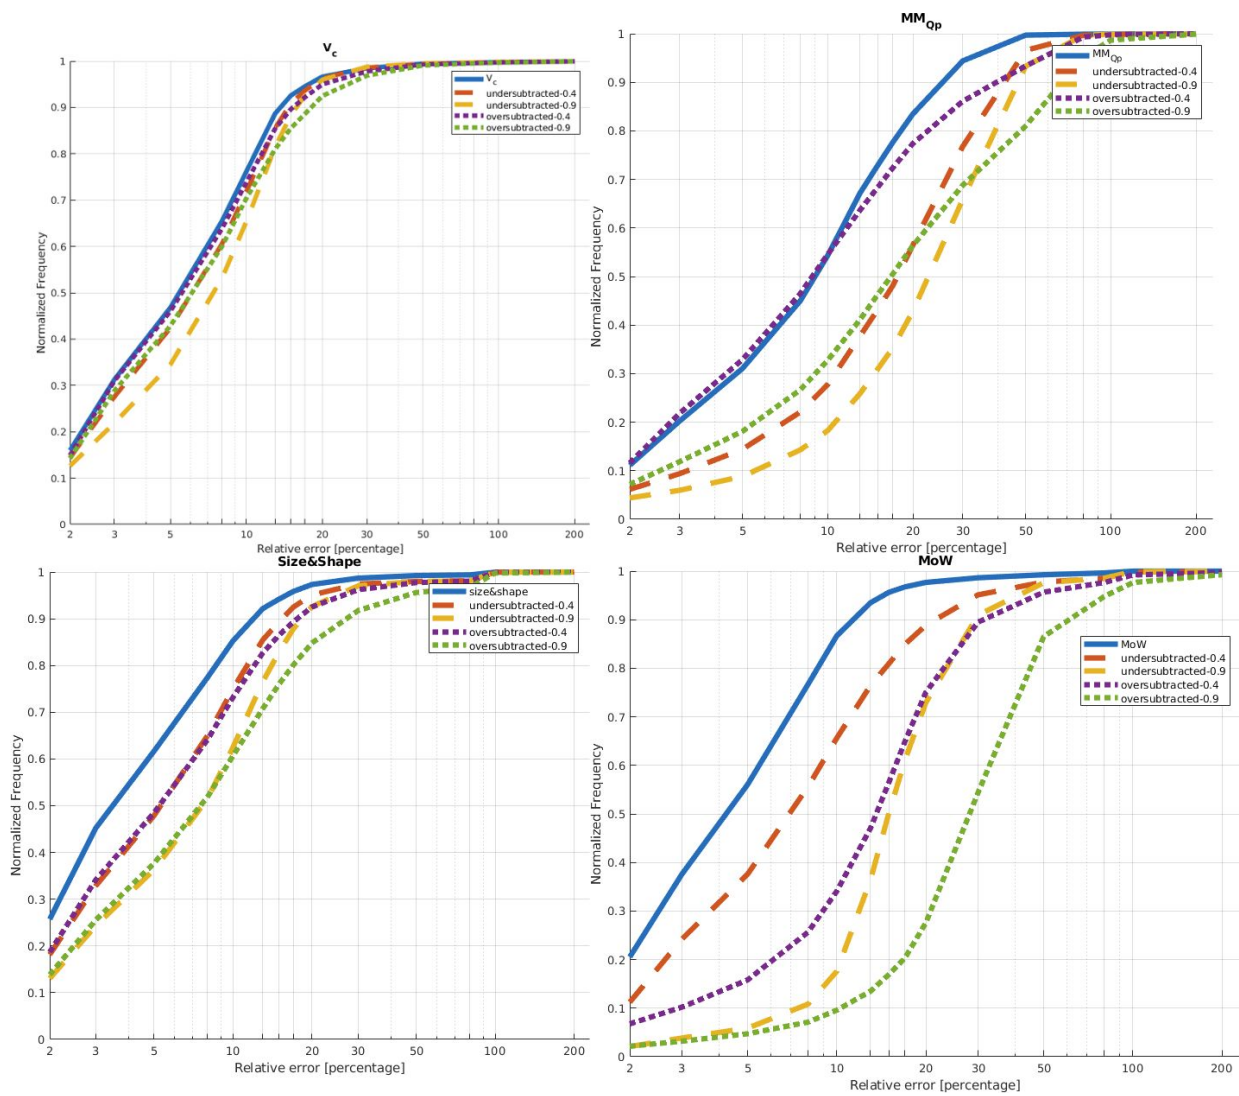 V_c
1
0.9
0.8
0.7
0.6
0.5
0.4
0.3
0.2
0.1
0
Normalized Frequency
2 3 5 10 20 30 50 100 200
Relative error [percentage]
V_c
undersubtracted-0.4
undersubtracted-0.9
oversubtracted-0.4
oversubtracted-0.9
MM_Qp
1
0.9
0.8
0.7
0.6
0.5
0.4
0.3
0.2
0.1
0
Normalized Frequency
2 3 5 10 20 30 50 100 200
Relative error [percentage]
MM_Qp
undersubtracted-0.4
undersubtracted-0.9
oversubtracted-0.4
oversubtracted-0.9
Size&Shape
1
0.9
0.8
0.7
0.6
0.5
0.4
0.3
0.2
0.1
0
Normalized Frequency
2 3 5 10 20 30 50 100 200
Relative error [percentage]
size&shape
undersubtracted-0.4
undersubtracted-0.9
oversubtracted-0.4
oversubtracted-0.9
MoW
1
0.9
0.8
0.7
0.6
0.5
0.4
0.3
0.2
0.1
0
Normalized Frequency
2 3 5 10 20 30 50 100 200
Relative error [percentage]
MoW
undersubtracted-0.4
undersubtracted-0.9
oversubtracted-0.4
oversubtracted-0.9